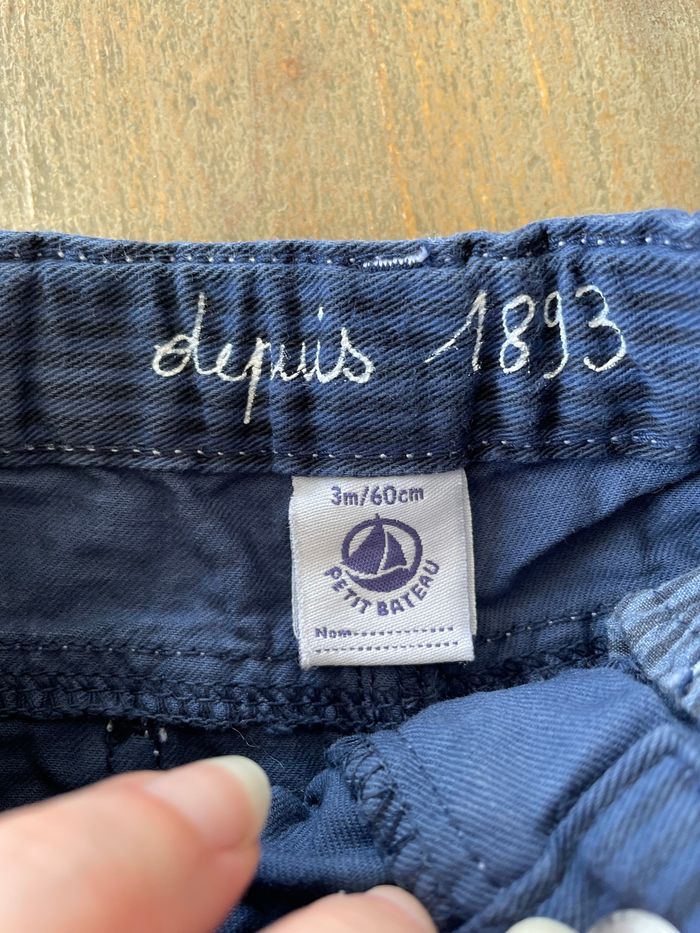 depuis 1893
3m/60cm
PETIT BATEAU
Nom